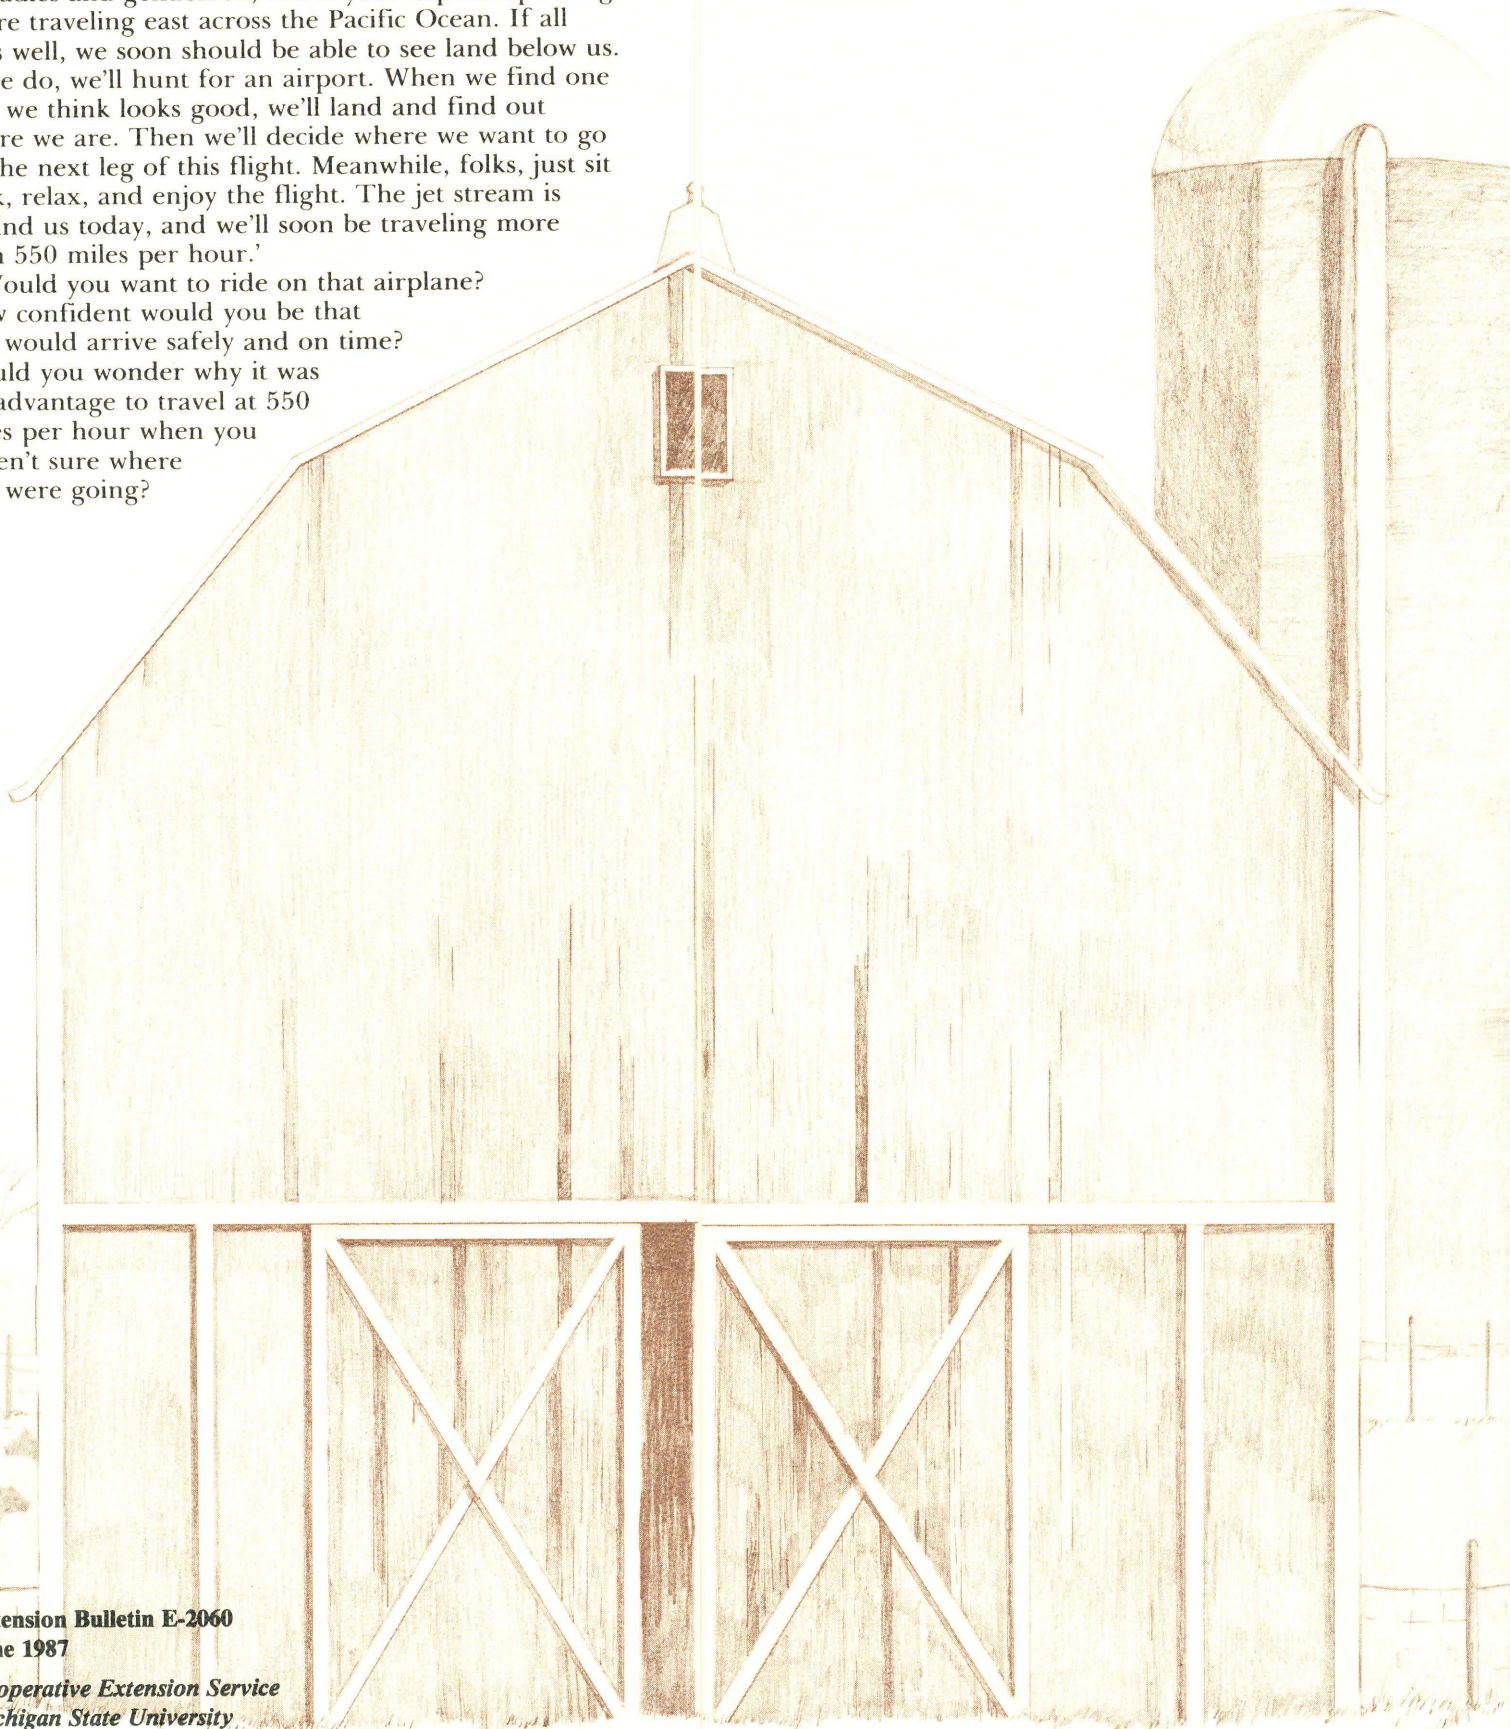 re traveling east across the Pacific Ocean. If all
s well, we soon should be able to see land below us.
e do, we'll hunt for an airport. When we find one
we think looks good, we'll land and find out
re we are. Then we'll decide where we want to go
he next leg of this flight. Meanwhile, folks, just sit
, relax, and enjoy the flight. The jet stream is
nd us today, and we'll soon be traveling more
n 550 miles per hour.'
ould you want to ride on that airplane?
w confident would you be that
would arrive safely and on time?
uld you wonder why it was
advantage to travel at 550
es per hour when you
en't sure where
were going?
tension Bulletin E-2060
ne 1987
operative Extension Service
chigan State University